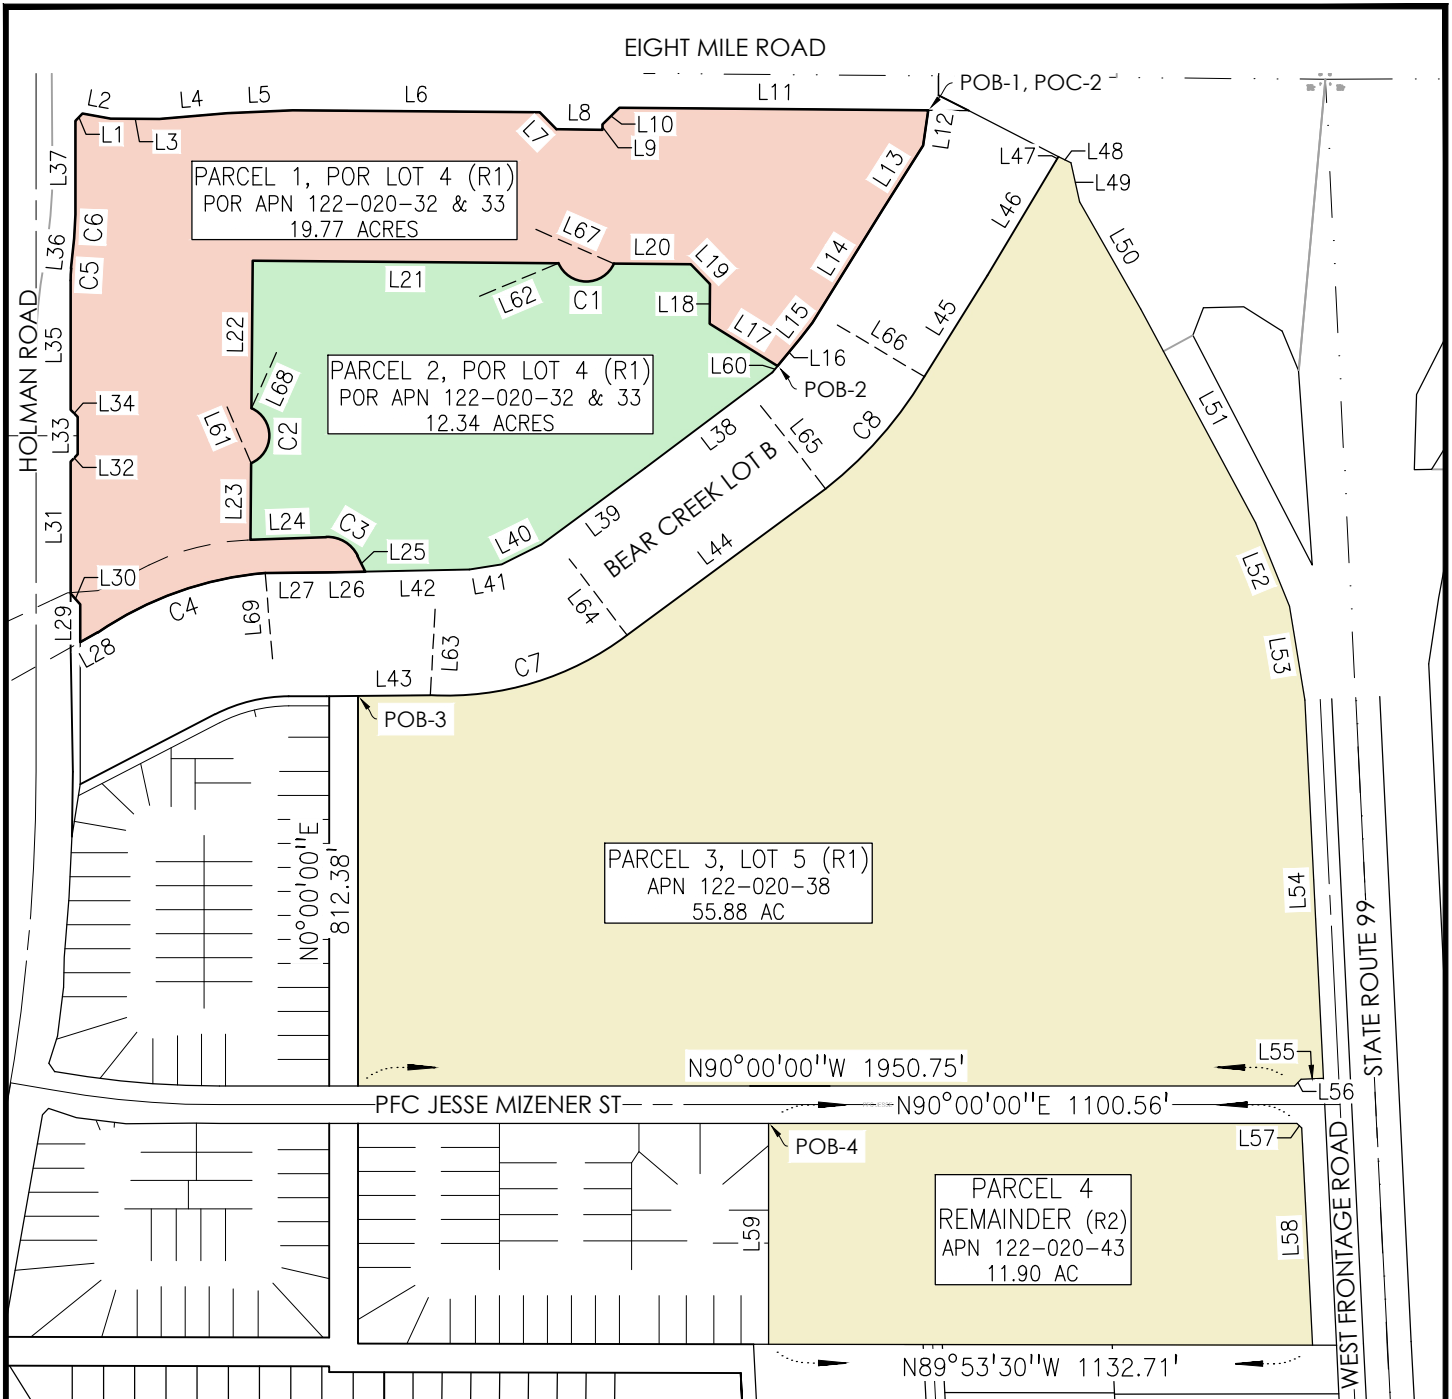 EIGHT MILE ROAD
POB-1, POC-2
L2
L4
L5
L6
L8
L11
L1
L3
L7
L10
L9
L12
L47
L48
L49
L37
PARCEL 1, POR LOT 4 (R1)
POR APN 122-020-32 & 33
19.77 ACRES
L13
L46
C6
L36
C5
L67
L20
L19
L14
L50
L21
L62
C1
L18
L17
L15
L45
HOLMAN ROAD
L35
L22
L68
L66
L16
L60
POB-2
PARCEL 2, POR LOT 4 (R1)
POR APN 122-020-32 & 33
12.34 ACRES
L34
L33
L32
L61
C2
L38
L65
C8
L51
BEAR CREEK LOT B
L31
L23
L24
C3
L25
L40
L39
L44
L30
L29
L28
C4
L69
L27
L26
L42
L41
L64
L63
L52
L53
C7
L43
POB-3
N0°00'00"E
812.38'
PARCEL 3, LOT 5 (R1)
APN 122-020-38
55.88 AC
L54
STATE ROUTE 99
L55
N90°00'00"W 1950.75'
L56
PFC JESSE MIZENER ST
N90°00'00"E 1100.56'
L57
POB-4
PARCEL 4
REMAINDER (R2)
APN 122-020-43
11.90 AC
L59
L58
WEST FRONTAGE ROAD
N89°53'30"W 1132.71'